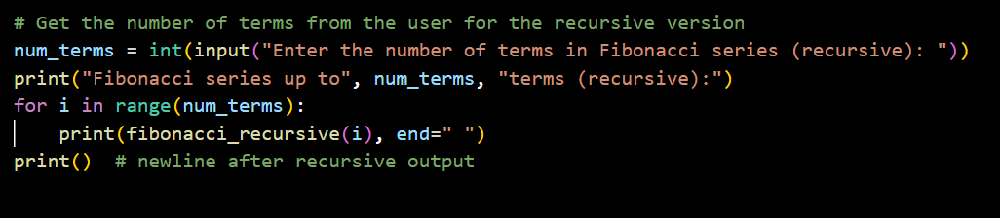 # Get the number of terms from the user for the recursive version
num_terms = int(input("Enter the number of terms in Fibonacci series (recursive): "))
print("Fibonacci series up to", num_terms, "terms (recursive):")
for i in range(num_terms):
    print(fibonacci_recursive(i), end=" ")
print()  # newline after recursive output